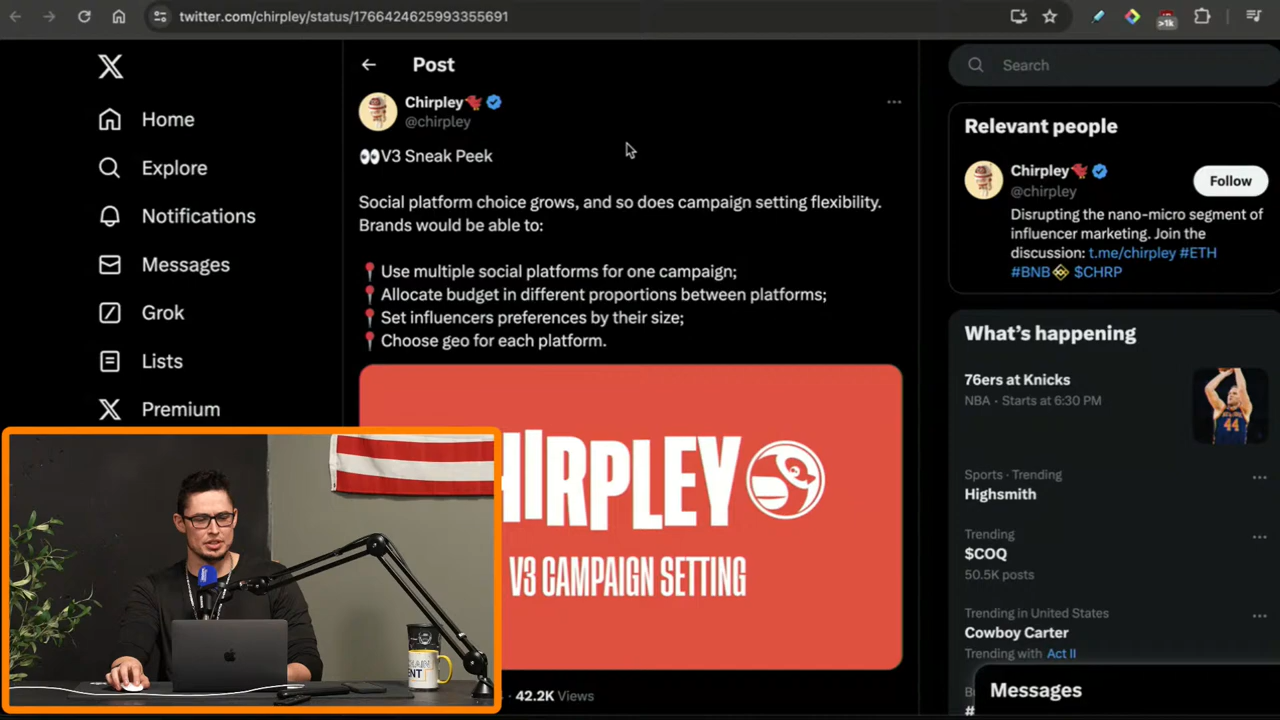 twitter.com/chirpley/status/1766424625993355691
>1k
Home
Explore
Notifications
Messages
Grok
Lists
Premium
Post
Chirpley
@chirpley
👀V3 Sneak Peek
Social platform choice grows, and so does campaign setting flexibility.
Brands would be able to:
📍Use multiple social platforms for one campaign;
📍Allocate budget in different proportions between platforms;
📍Set influencers preferences by their size;
📍Choose geo for each platform.
HIRPLEY
V3 CAMPAIGN SETTING
· 42.2K Views
Search
Relevant people
Chirpley
@chirpley
Follow
Disrupting the nano-micro segment of
influencer marketing. Join the
discussion: t.me/chirpley #ETH
#BNB $CHRP
What's happening
76ers at Knicks
NBA · Starts at 6:30 PM
44
Sports · Trending
Highsmith
Trending
$COQ
50.5K posts
Trending in United States
Cowboy Carter
Trending with Act II
Messages
#